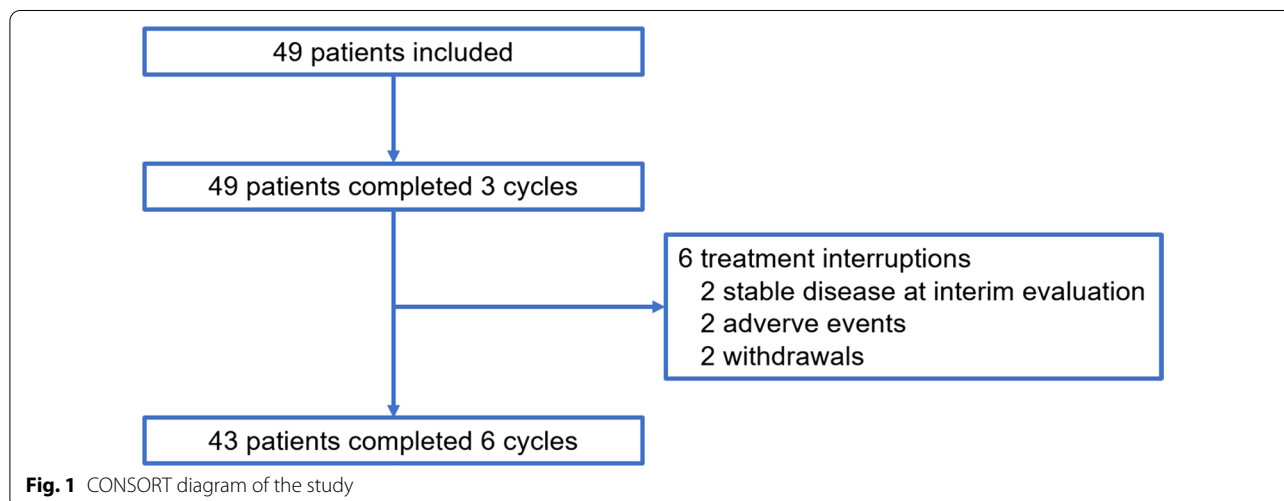 49 patients included
49 patients completed 3 cycles
6 treatment interruptions
2 stable disease at interim evaluation
2 adverve events
2 withdrawals
43 patients completed 6 cycles
Fig. 1 CONSORT diagram of the study